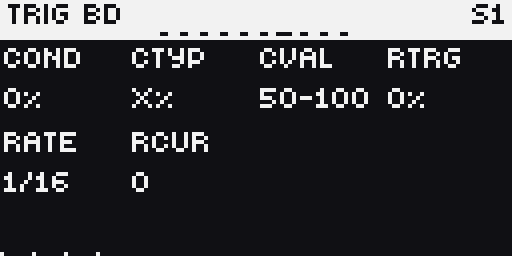 TRIG BD S1
COND CTYP CVAL RTRG
0% X% 50-100 0%
RATE RCUR
1/16 0